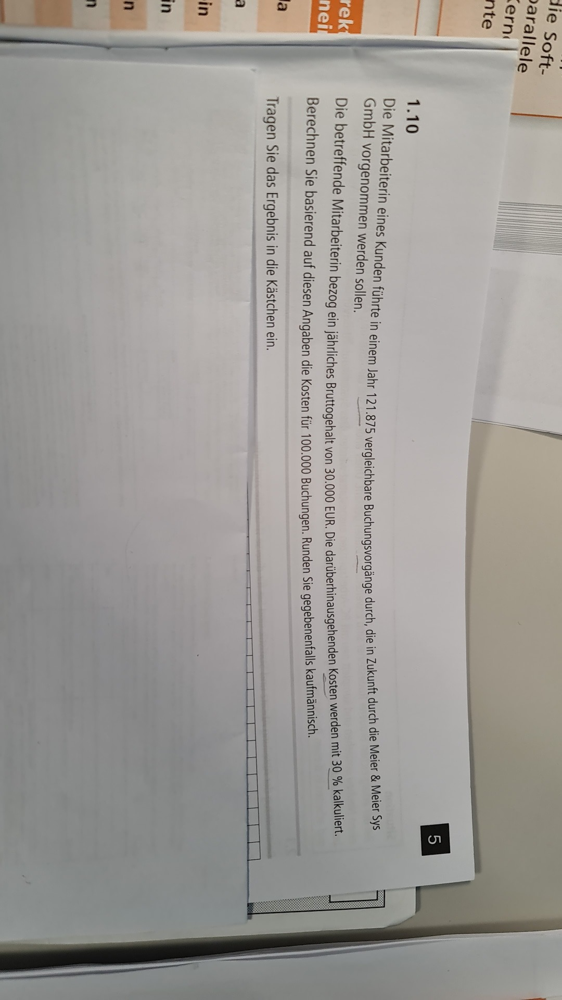 die Soft-
parallele
nte
rek
nei
la
a
in
in
n
n
5
1.10
Die Mitarbeiterin eines Kunden führte in einem Jahr 121.875 vergleichbare Buchungsvorgänge durch, die in Zukunft durch die Meier & Meier Sys
GmbH vorgenommen werden sollen.
Die betreffende Mitarbeiterin bezog ein jährliches Bruttogehalt von 30.000 EUR. Die darüberhinausgehenden Kosten werden mit 30 % kalkuliert.
Berechnen Sie basierend auf diesen Angaben die Kosten für 100.000 Buchungen. Runden Sie gegebenenfalls kaufmännisch.
Tragen Sie das Ergebnis in die Kästchen ein.